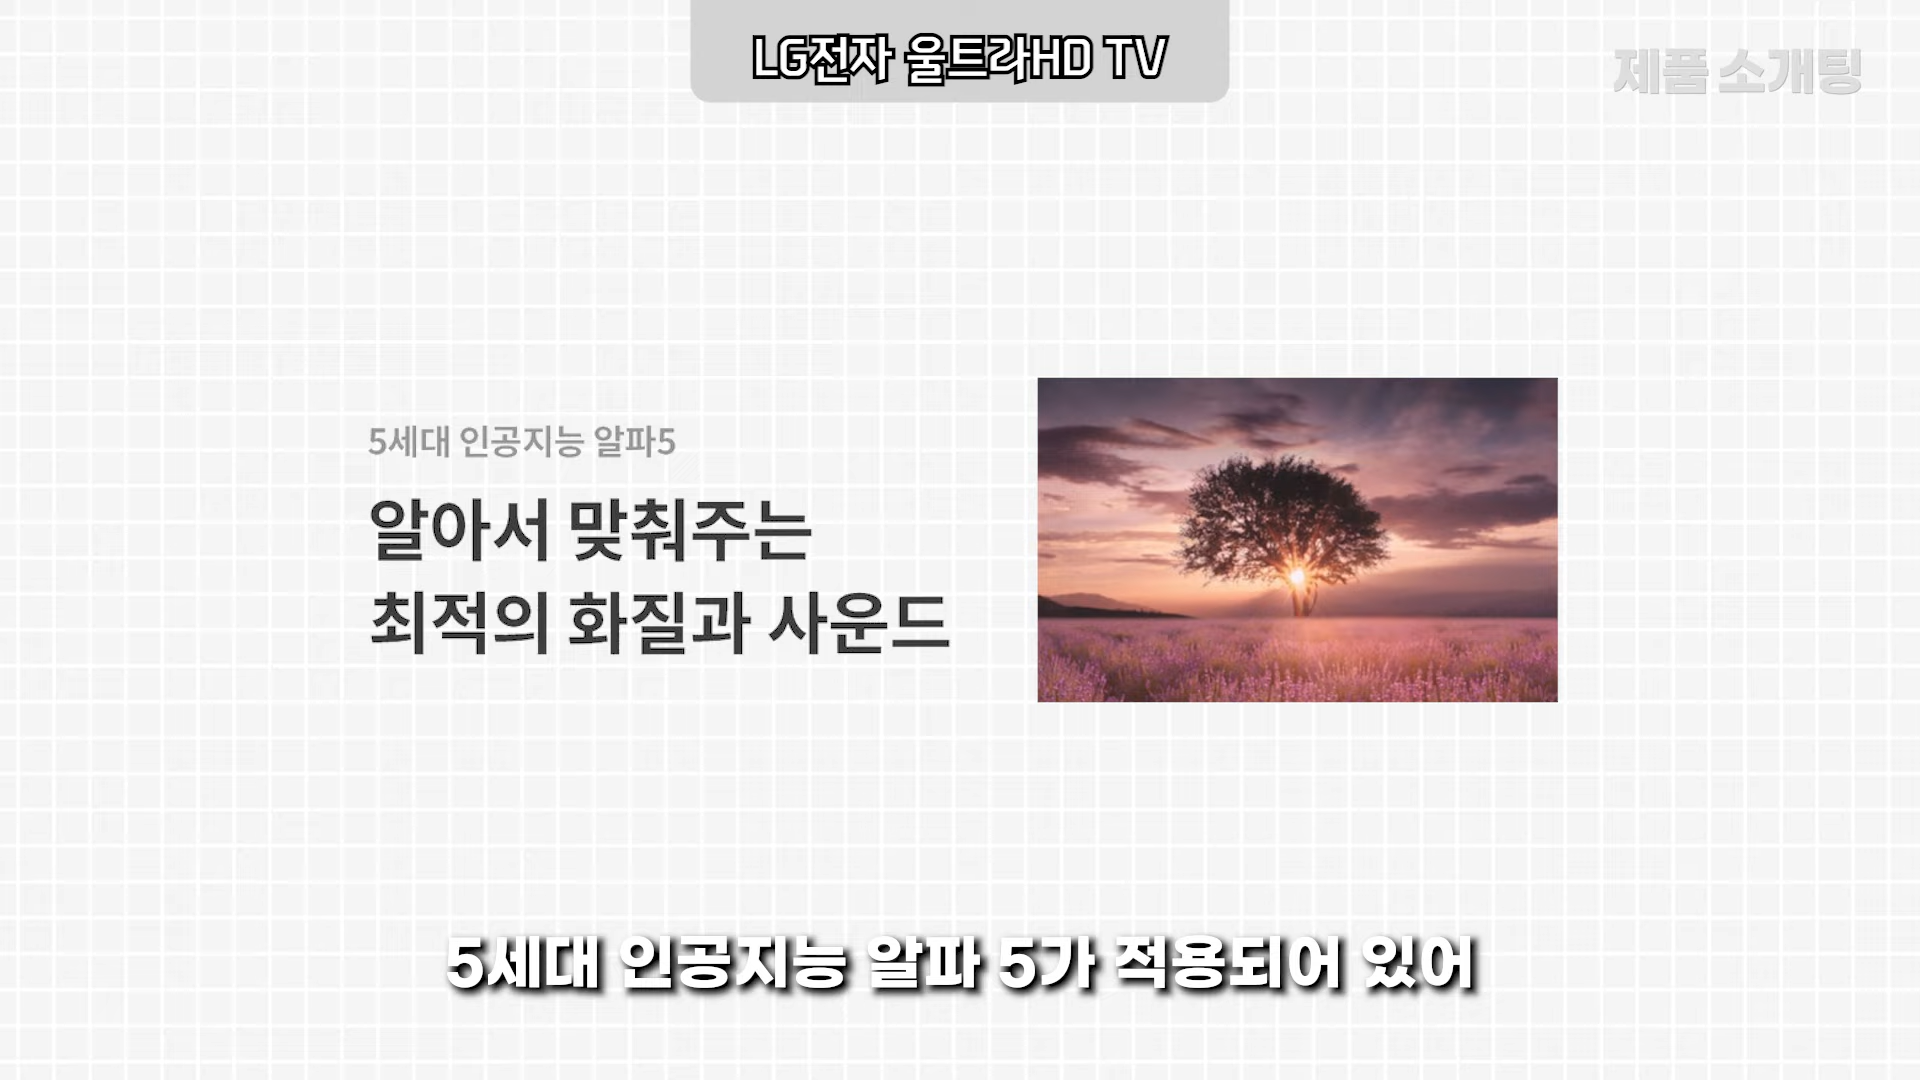 LG전자 울트라HD TV
제품 소개팅
5세대 인공지능 알파5
알아서 맞춰주는
최적의 화질과 사운드
5세대 인공지능 알파 5가 적용되어 있어